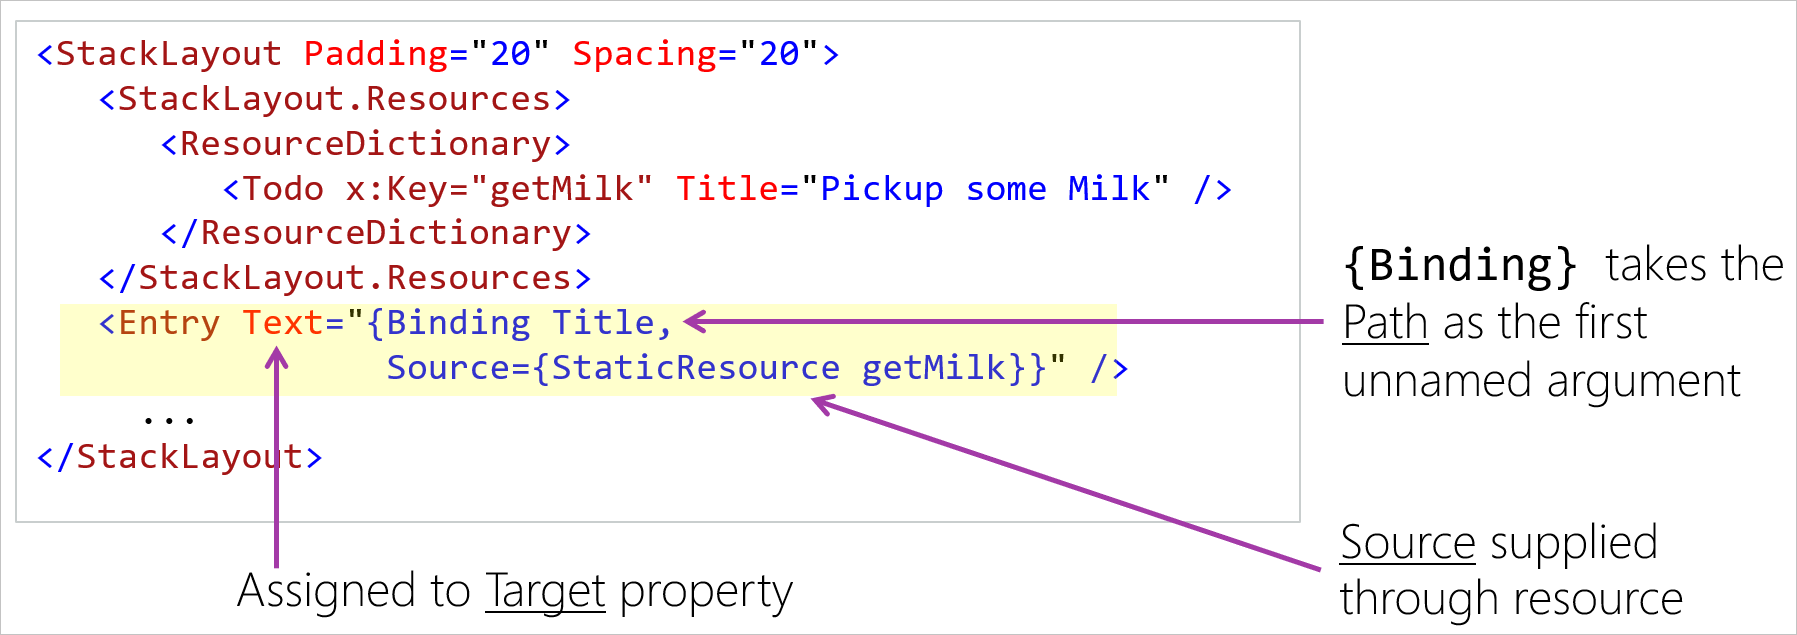 <StackLayout Padding="20" Spacing="20">
<StackLayout.Resources>
<ResourceDictionary>
<Todo x:Key="getMilk" Title="Pickup some Milk" />
</ResourceDictionary>
</StackLayout.Resources>
<Entry Text="{Binding Title,
Source={StaticResource getMilk}}" />
...
</StackLayout>
{Binding} takes the
Path as the first
unnamed argument
Source supplied
through resource
Assigned to Target property